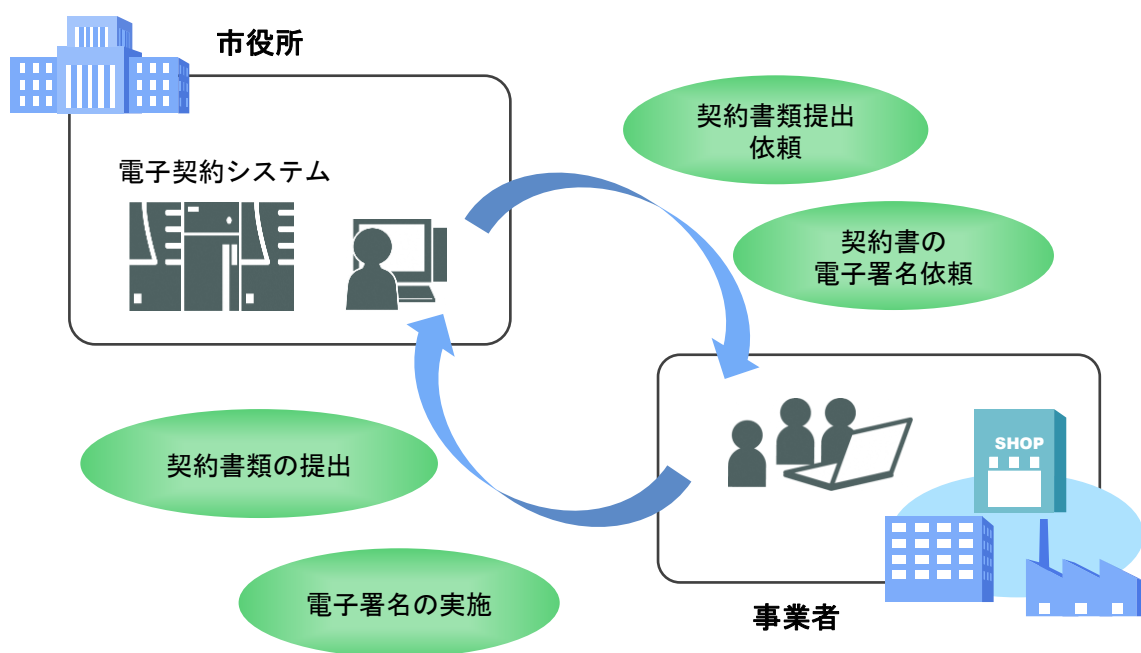 市役所
電子契約システム
契約書類提出
依頼
契約書の
電子署名依頼
契約書類の提出
SHOP
電子署名の実施
事業者